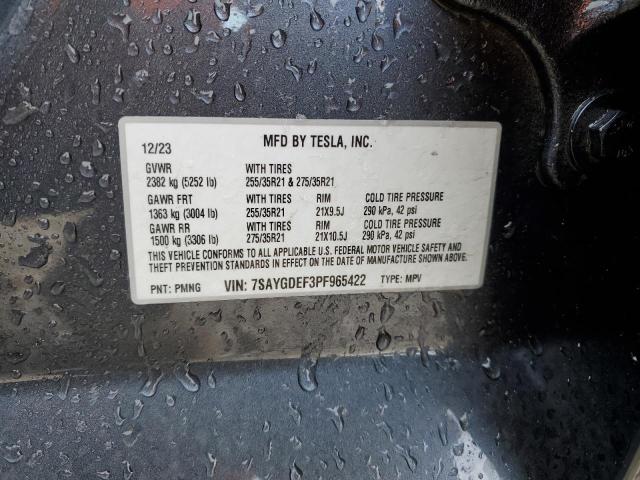 12/23 MFD BY TESLA, INC.
GVWR WITH TIRES
2382 kg (5252 lb) 255/35R21 & 275/35R21
GAWR FRT WITH TIRES RIM COLD TIRE PRESSURE
1363 kg (3004 lb) 255/35R21 21X9.5J 290 kPa, 42 psi
GAWR RR WITH TIRES RIM COLD TIRE PRESSURE
1500 kg (3306 lb) 275/35R21 21X10.5J 290 kPa, 42 psi
THIS VEHICLE CONFORMS TO ALL APPLICABLE U.S. FEDERAL MOTOR VEHICLE SAFETY AND
THEFT PREVENTION STANDARDS IN EFFECT ON THE DATE OF MANUFACTURE SHOWN ABOVE.
PNT: PMNG VIN: 7SAYGDEF3PF965422 TYPE: MPV